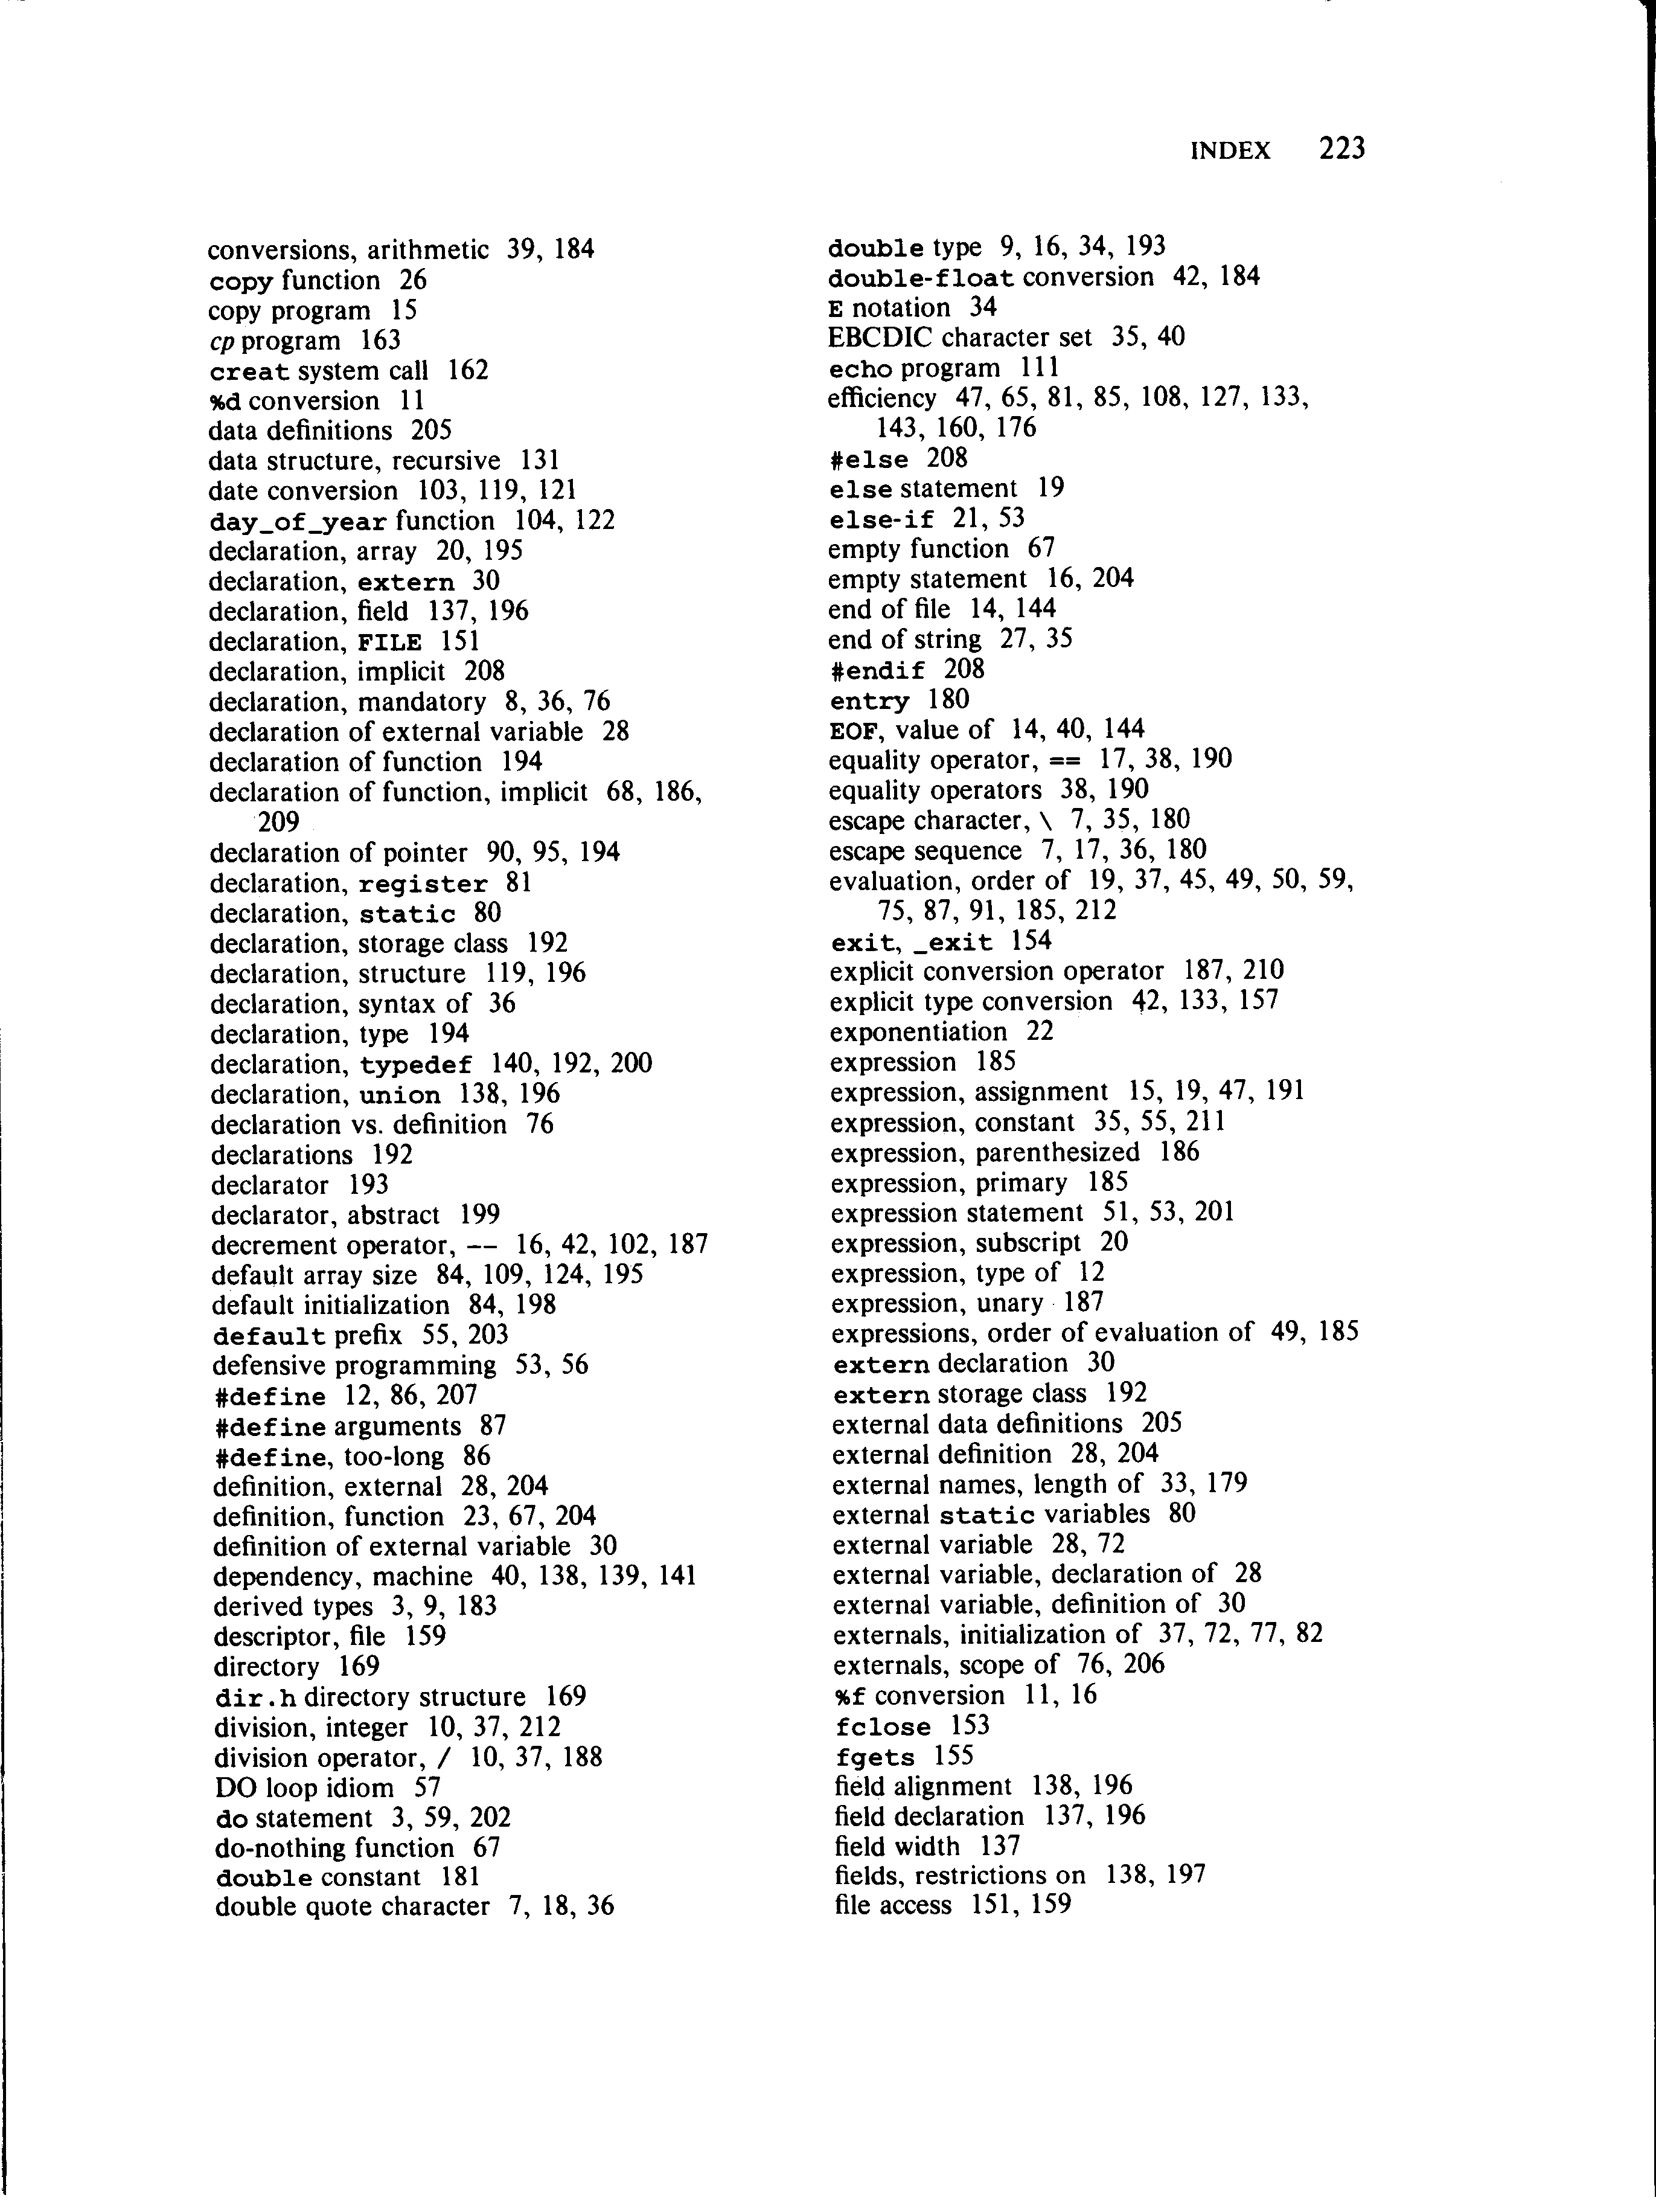 INDEX 223
conversions, arithmetic 39, 184
copy function 26
copy program 15
cp program 163
creat system call 162
%d conversion 11
data definitions 205
data structure, recursive 131
date conversion 103, 119, 121
day_of_year function 104, 122
declaration, array 20, 195
declaration, extern 30
declaration, field 137, 196
declaration, FILE 151
declaration, implicit 208
declaration, mandatory 8, 36, 76
declaration of external variable 28
declaration of function 194
declaration of function, implicit 68, 186,
209
declaration of pointer 90, 95, 194
declaration, register 81
declaration, static 80
declaration, storage class 192
declaration, structure 119, 196
declaration, syntax of 36
declaration, type 194
declaration, typedef 140, 192, 200
declaration, union 138, 196
declaration vs. definition 76
declarations 192
declarator 193
declarator, abstract 199
decrement operator, -- 16, 42, 102, 187
default array size 84, 109, 124, 195
default initialization 84, 198
default prefix 55, 203
defensive programming 53, 56
#define 12, 86, 207
#define arguments 87
#define, too-long 86
definition, external 28, 204
definition, function 23, 67, 204
definition of external variable 30
dependency, machine 40, 138, 139, 141
derived types 3, 9, 183
descriptor, file 159
directory 169
dir.h directory structure 169
division, integer 10, 37, 212
division operator, / 10, 37, 188
DO loop idiom 57
do statement 3, 59, 202
do-nothing function 67
double constant 181
double quote character 7, 18, 36
double type 9, 16, 34, 193
double-float conversion 42, 184
E notation 34
EBCDIC character set 35, 40
echo program 111
efficiency 47, 65, 81, 85, 108, 127, 133,
143, 160, 176
#else 208
else statement 19
else-if 21, 53
empty function 67
empty statement 16, 204
end of file 14, 144
end of string 27, 35
#endif 208
entry 180
EOF, value of 14, 40, 144
equality operator, == 17, 38, 190
equality operators 38, 190
escape character, \ 7, 35, 180
escape sequence 7, 17, 36, 180
evaluation, order of 19, 37, 45, 49, 50, 59,
75, 87, 91, 185, 212
exit, _exit 154
explicit conversion operator 187, 210
explicit type conversion 42, 133, 157
exponentiation 22
expression 185
expression, assignment 15, 19, 47, 191
expression, constant 35, 55, 211
expression, parenthesized 186
expression, primary 185
expression statement 51, 53, 201
expression, subscript 20
expression, type of 12
expression, unary 187
expressions, order of evaluation of 49, 185
extern declaration 30
extern storage class 192
external data definitions 205
external definition 28, 204
external names, length of 33, 179
external static variables 80
external variable 28, 72
external variable, declaration of 28
external variable, definition of 30
externals, initialization of 37, 72, 77, 82
externals, scope of 76, 206
%f conversion 11, 16
fclose 153
fgets 155
field alignment 138, 196
field declaration 137, 196
field width 137
fields, restrictions on 138, 197
file access 151, 159